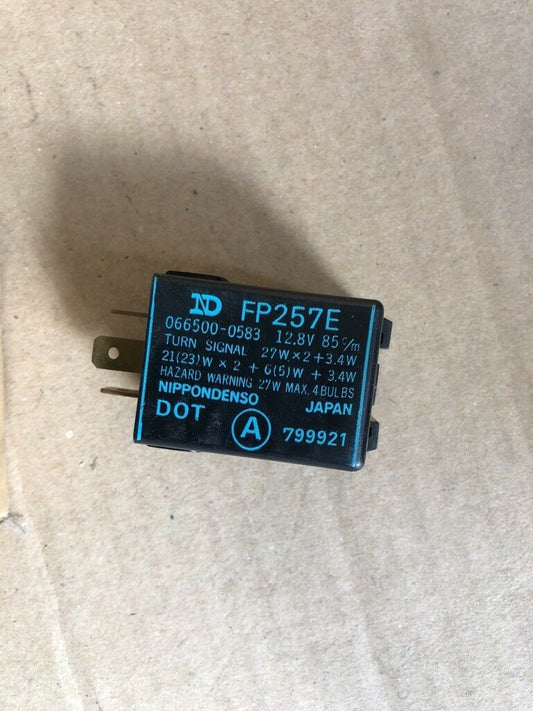 ND FP257E
066500-0583 12.8V 85c/m
TURN SIGNAL 27W×2+3.4W
21(23)W × 2 + 6(5)W + 3.4W
HAZARD WARNING 27W MAX. 4BULBS
NIPPONDENSO JAPAN
DOT A 799921